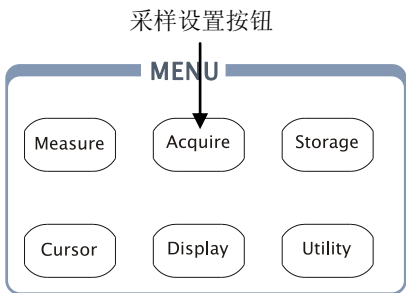 采样设置按钮
MENU
Measure Acquire Storage
Cursor Display Utility